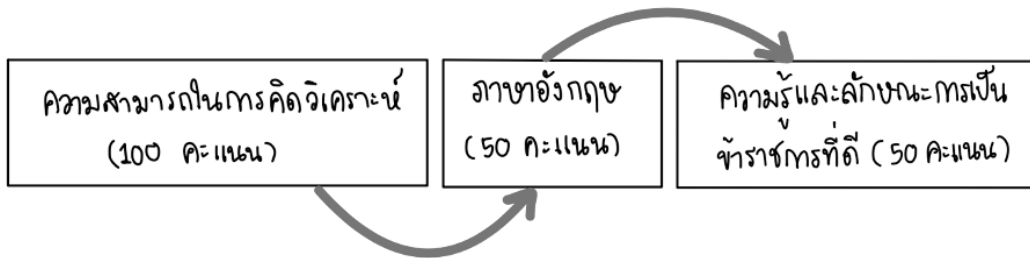 ความสามารถในการคิดวิเคราะห์
(100 คะแนน)
ภาษาอังกฤษ
(50 คะแนน)
ความรู้และลักษณะการเป็น
ข้าราชการที่ดี (50 คะแนน)